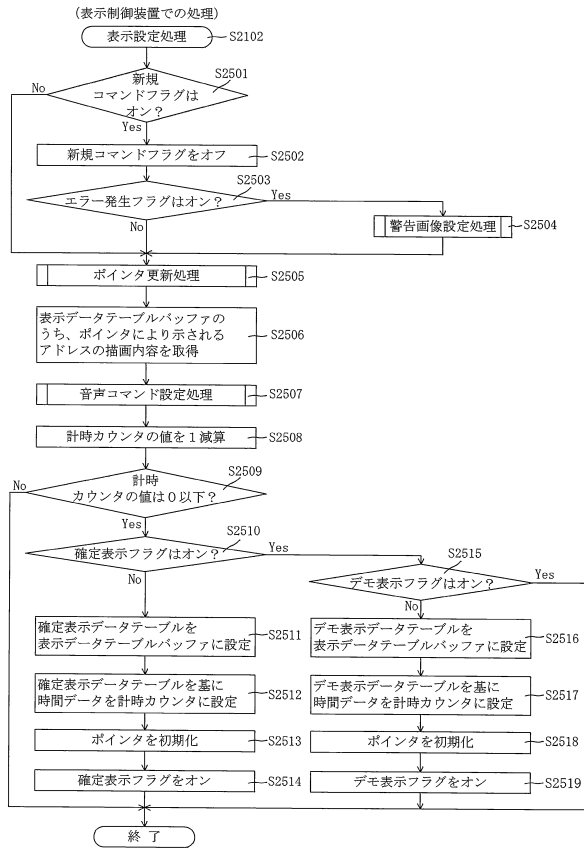 (表示制御装置での処理)
表示設定処理
S2102
新規
コマンドフラグは
オン？
S2501
No
Yes
新規コマンドフラグをオフ
S2502
エラー発生フラグはオン？
S2503
Yes
No
警告画像設定処理
S2504
ポインタ更新処理
S2505
表示データテーブルバッファの
うち、ポインタにより示される
アドレスの描画内容を取得
S2506
音声コマンド設定処理
S2507
計時カウンタの値を１減算
S2508
計時
カウンタの値は０以下？
S2509
No
Yes
確定表示フラグはオン？
S2510
Yes
No
デモ表示フラグはオン？
S2515
Yes
No
確定表示データテーブルを
表示データテーブルバッファに設定
S2511
確定表示データテーブルを基に
時間データを計時カウンタに設定
S2512
ポインタを初期化
S2513
確定表示フラグをオン
S2514
デモ表示データテーブルを
表示データテーブルバッファに設定
S2516
デモ表示データテーブルを基に
時間データを計時カウンタに設定
S2517
ポインタを初期化
S2518
デモ表示フラグをオン
S2519
終 了